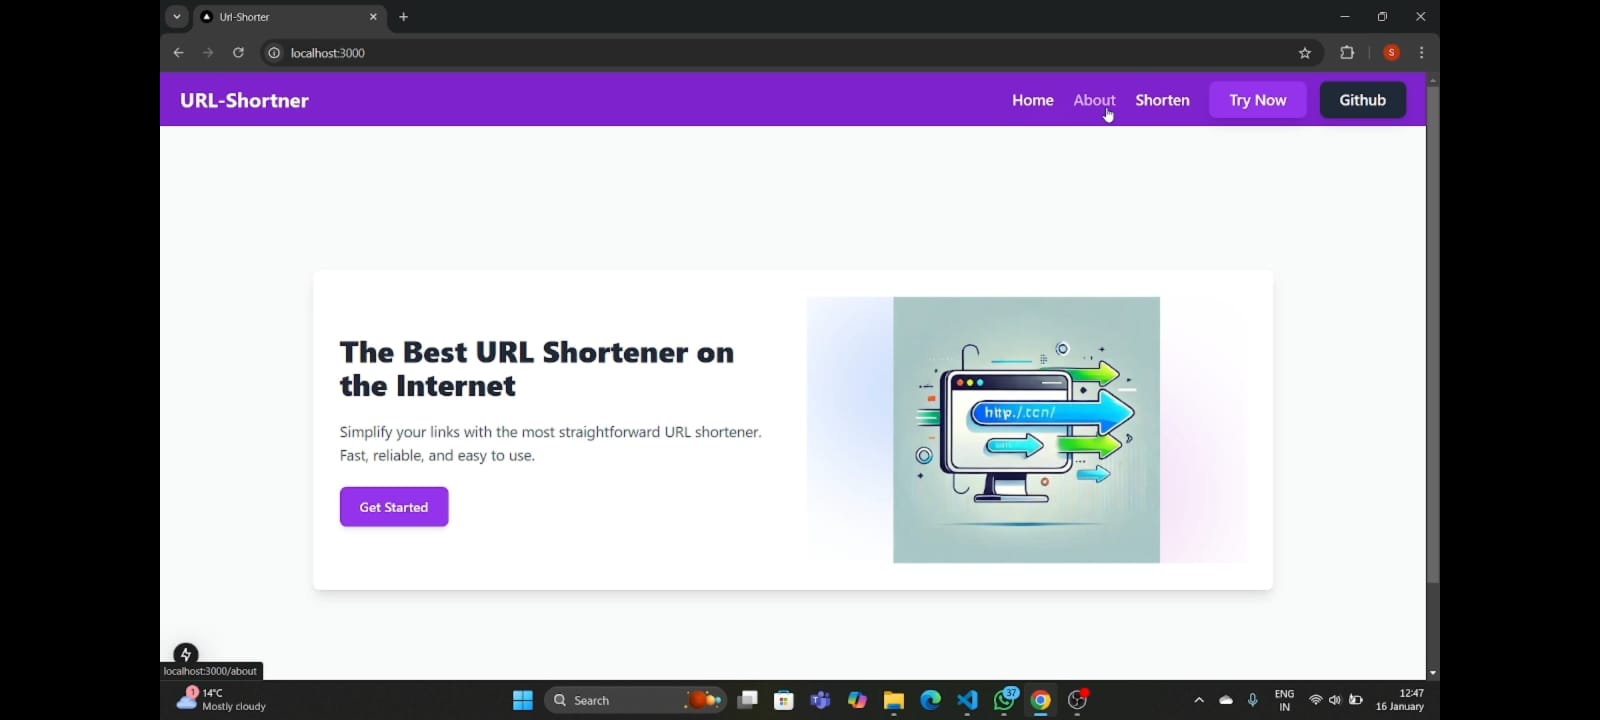 Url-Shorter
localhost:3000
S
URL-Shortner
Home About Shorten Try Now Github
The Best URL Shortener on
the Internet
Simplify your links with the most straightforward URL shortener.
Fast, reliable, and easy to use.
Get Started
http./.ccn/
localhost:3000/about
1
14°C
Mostly cloudy
Search
37
ENG
IN
12:47
16 January